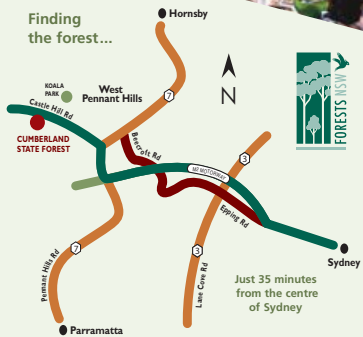 Finding
the forest...
Hornsby
KOALA
PARK
West
Pennant Hills
7
N
FORESTS NSW
Castle Hill Rd
CUMBERLAND
STATE FOREST
Beecroft Rd
3
M2 MOTORWAY
Epping Rd
Sydney
7
Pennant Hills Rd
3
Lane Cove Rd
Just 35 minutes
from the centre
of Sydney
Parramatta